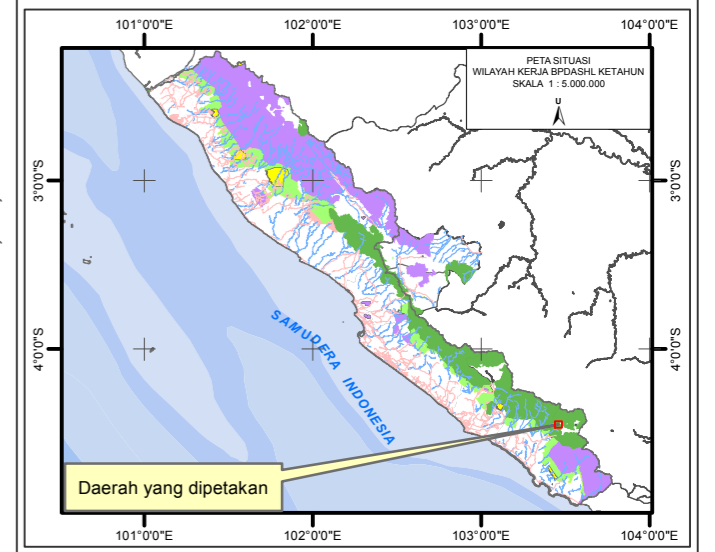 101°0'0"E 102°0'0"E 103°0'0"E 104°0'0"E
PETA SITUASI
WILAYAH KERJA BPDASHL KETAHUN
SKALA 1 : 5.000.000
U
3°0'0"S 3°0'0"S
4°0'0"S 4°0'0"S
SAMUDERA INDONESIA
Daerah yang dipetakan
101°0'0"E 102°0'0"E 103°0'0"E 104°0'0"E